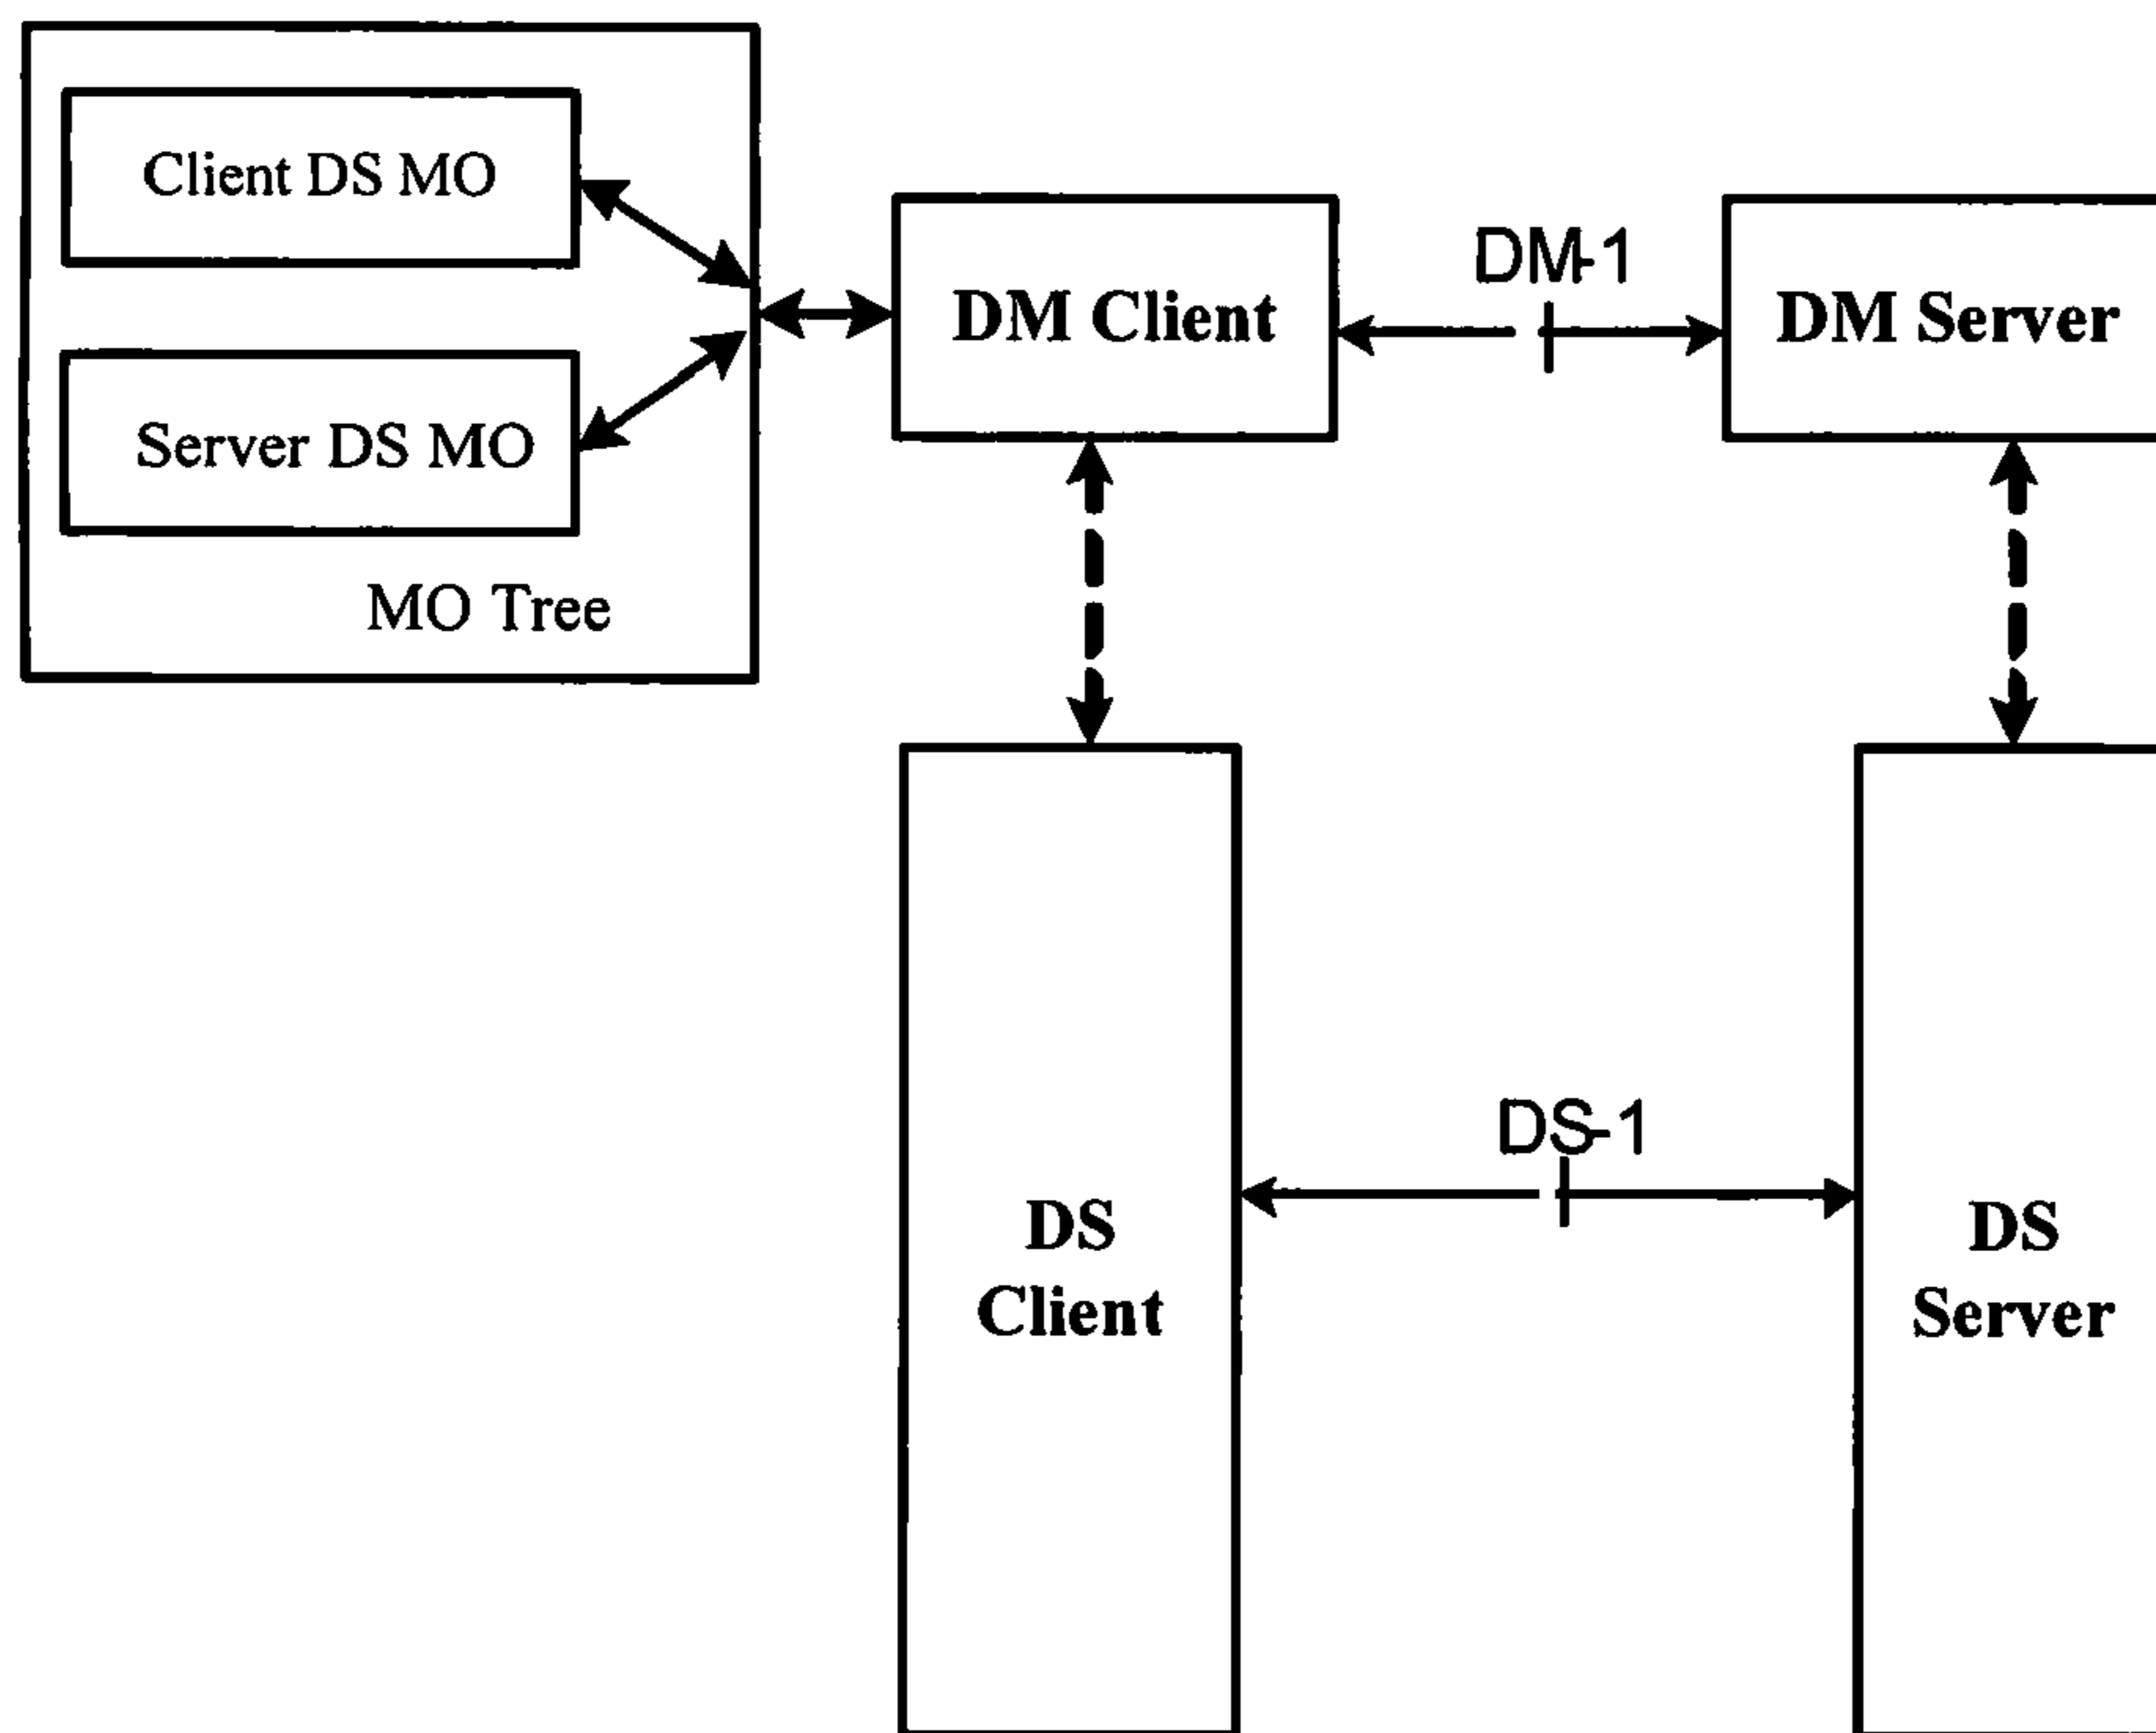 Client DS MO
Server DS MO
MO Tree
DM Client
DM-1
DM Server
DS-1
DS
Client
DS
Server